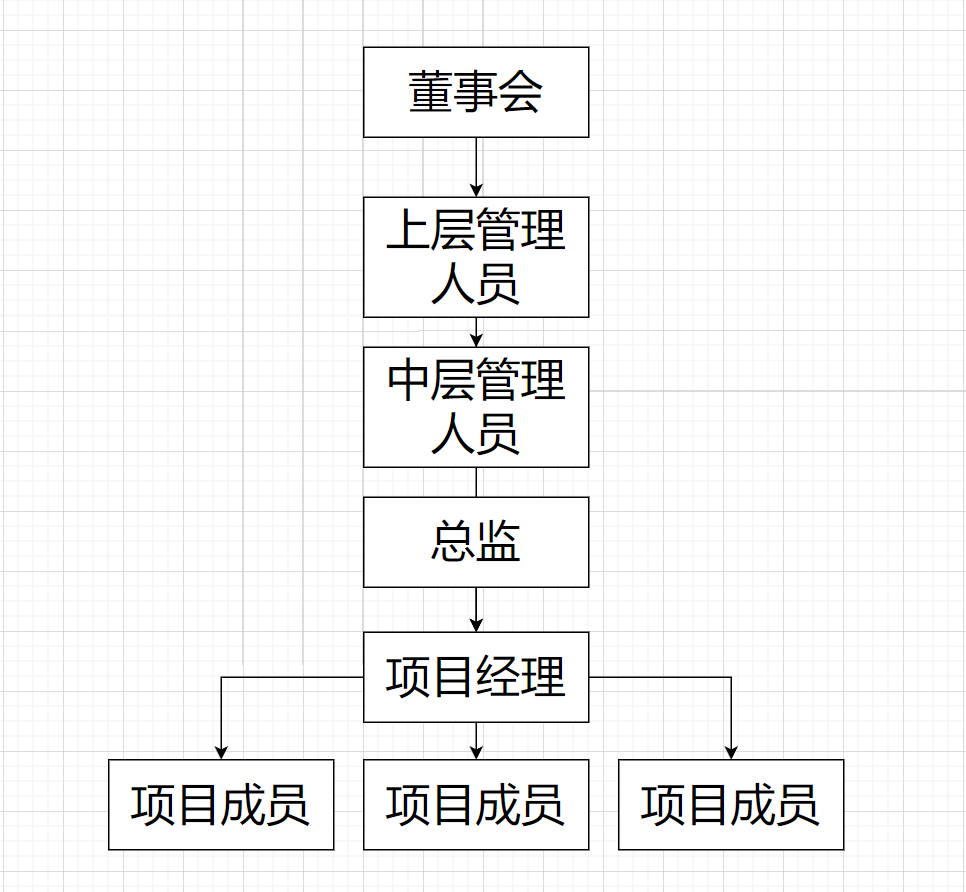 董事会
上层管理
人员
中层管理
人员
总监
项目经理
项目成员
项目成员
项目成员